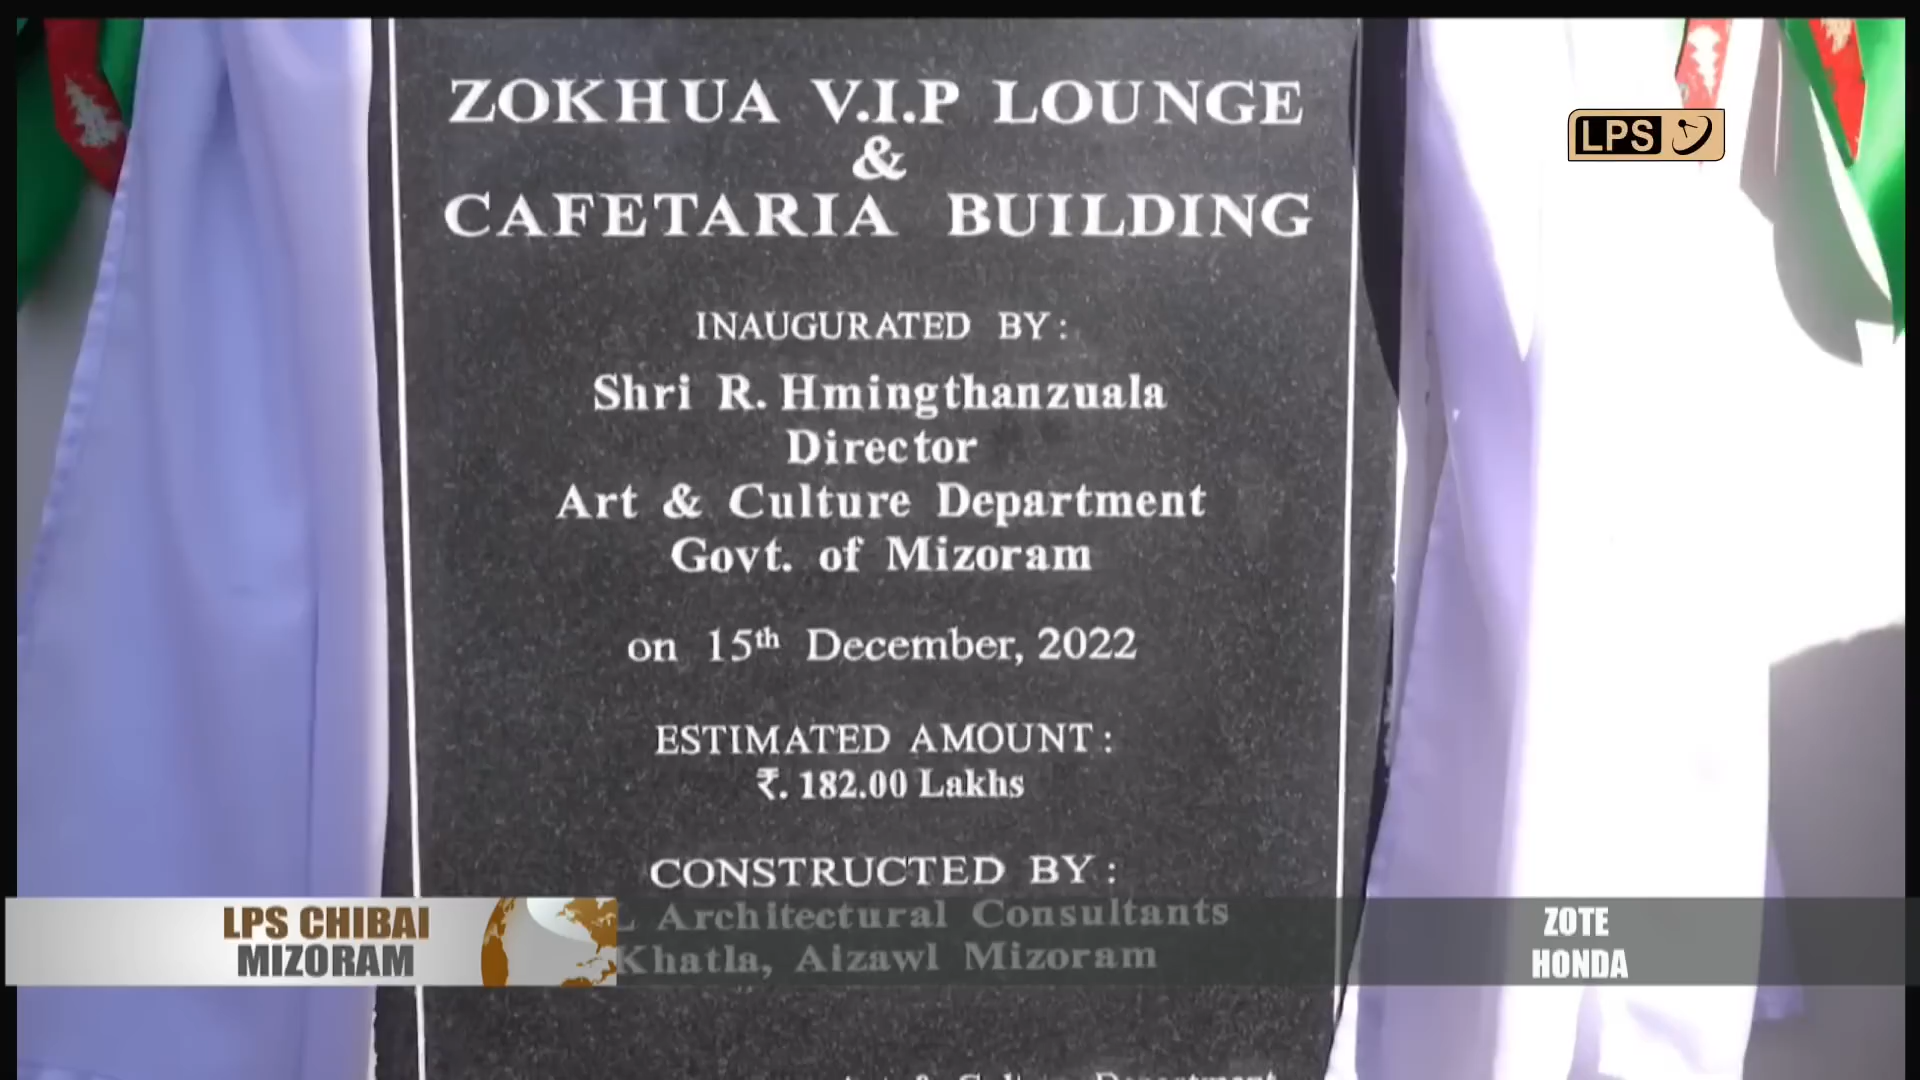 ZOKHUA V.I.P LOUNGE
&
CAFETARIA BUILDING
LPS
INAUGURATED BY:
Shri R. Hmingthanzuala
Director
Art & Culture Department
Govt. of Mizoram
on 15th December, 2022
ESTIMATED AMOUNT:
₹. 182.00 Lakhs
CONSTRUCTED BY:
Architectural Consultants
Khatla, Aizawl Mizoram
LPS CHIBAI
MIZORAM
ZOTE
HONDA